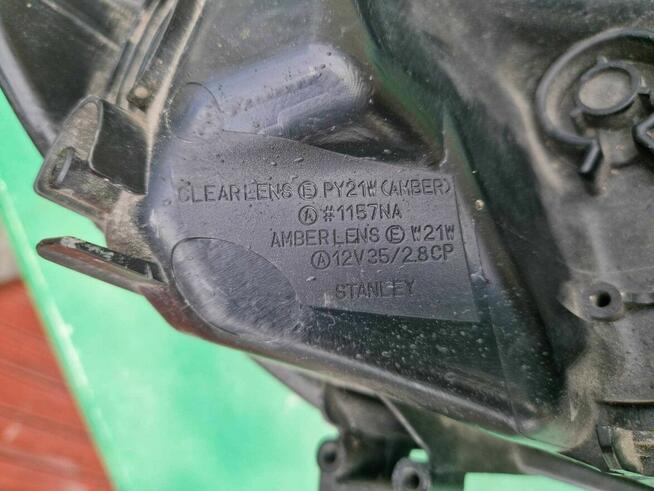 CLEAR LENS Ⓔ PY21W(AMBER)
Ⓐ #1157NA
AMBER LENS Ⓔ W21W
Ⓐ 12V35/2.8CP
STANLEY